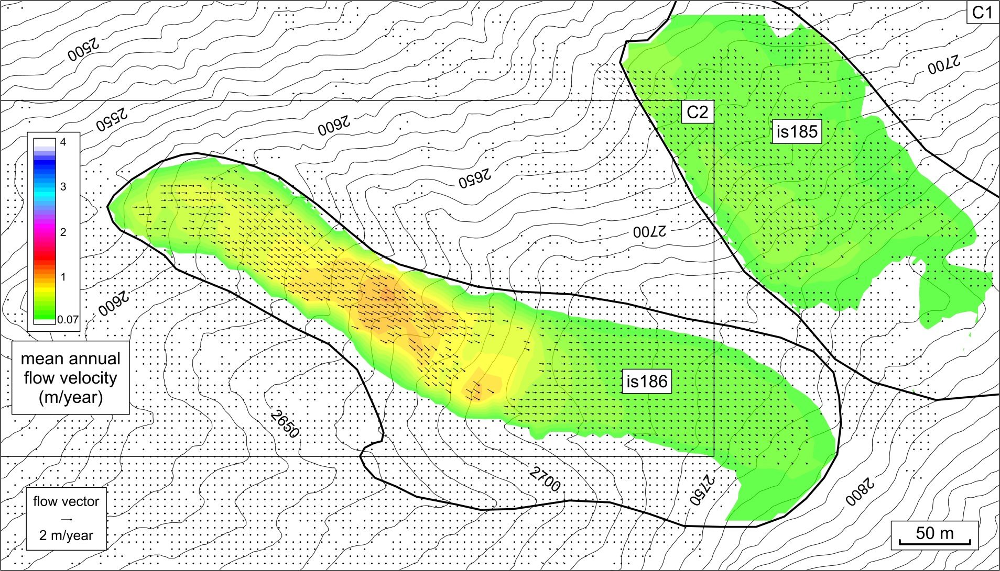 C1
2500
2700
2550
C2
2600
is185
4
2650
3
2700
2
1
2600
0.07
mean annual
flow velocity
(m/year)
is186
2650
2700
2750
2800
flow vector
2 m/year
50 m